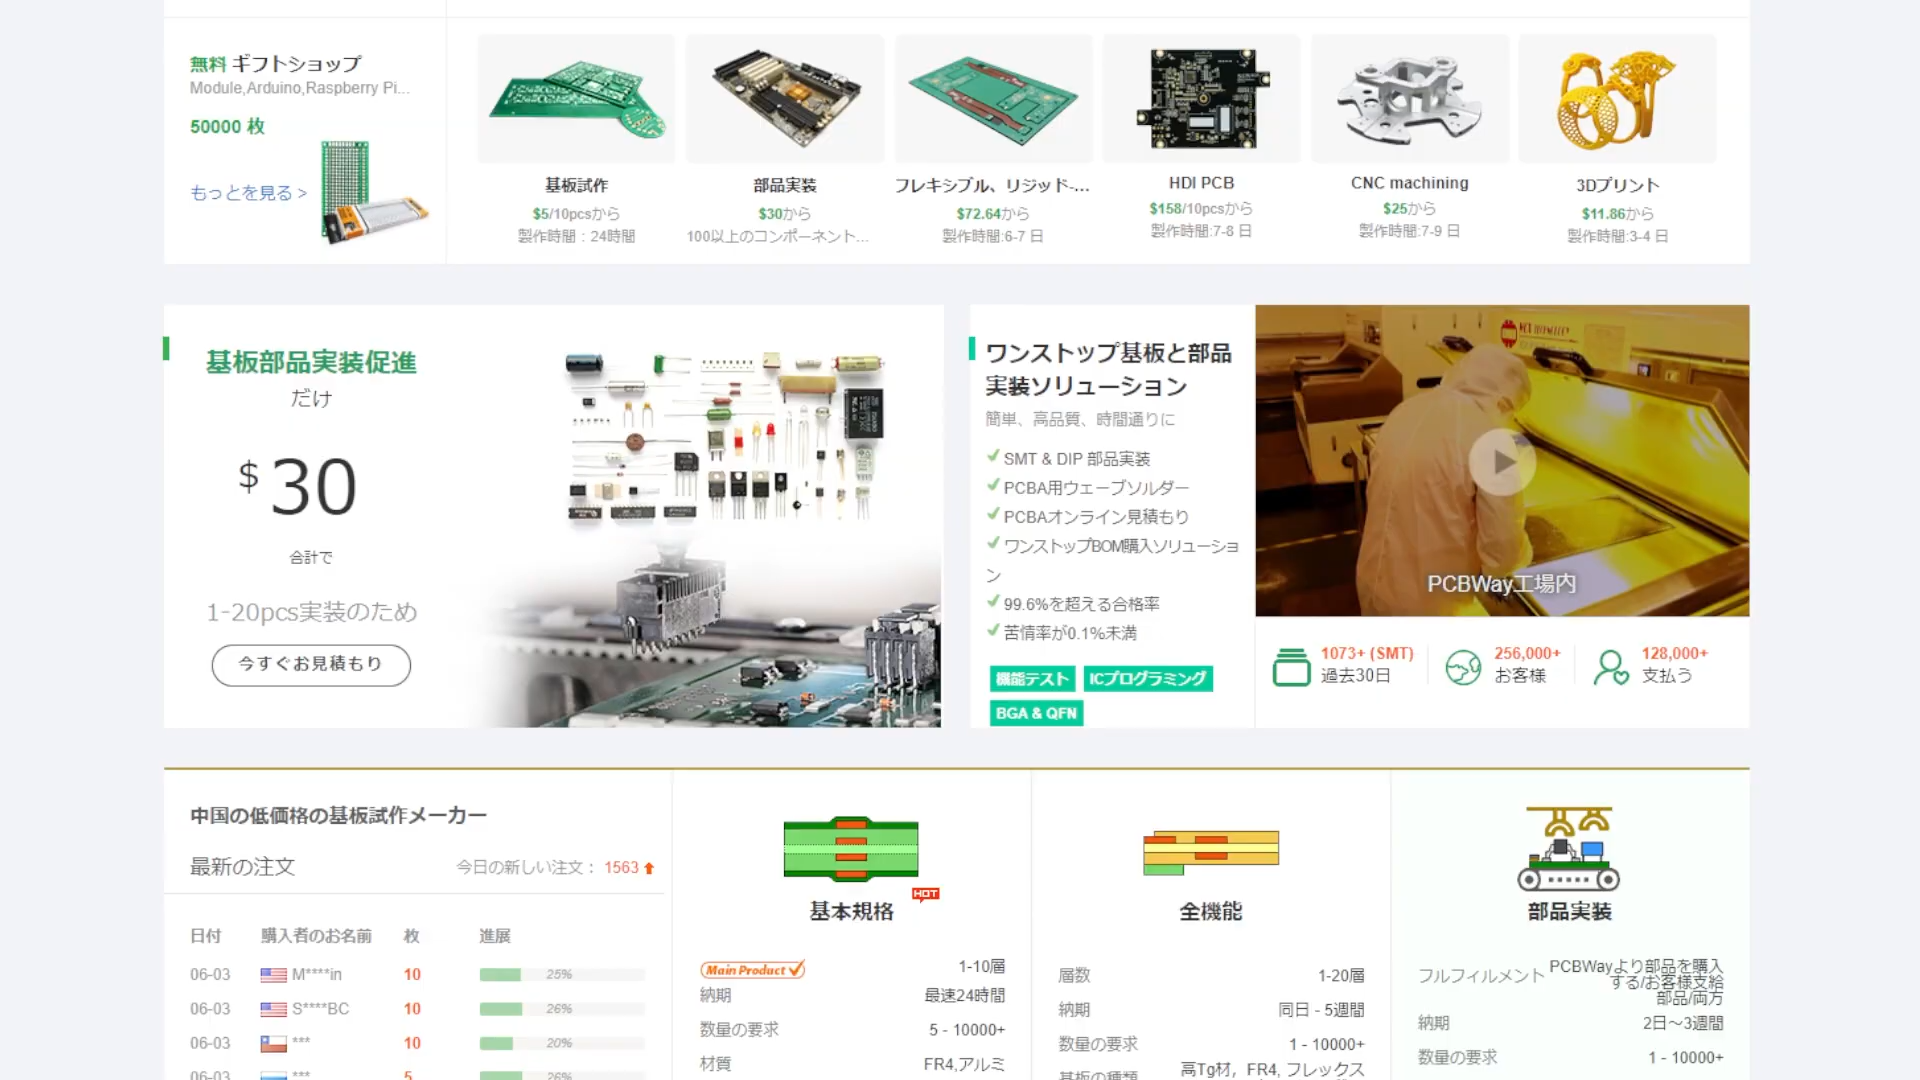 無料 ギフトショップ
Module,Arduino,Raspberry Pi...
50000 枚
もっとを見る >
基板試作
$5/10pcsから
製作時間：24時間
部品実装
$30から
100以上のコンポーネント...
フレキシブル、リジッド-...
$72.64から
製作時間:6-7 日
HDI PCB
$158/10pcsから
製作時間:7-8 日
CNC machining
$25から
製作時間:7-9 日
3Dプリント
$11.86から
製作時間:3-4 日
基板部品実装促進
だけ
$30
合計で
1-20pcs実装のため
今すぐお見積もり
ワンストップ基板と部品
実装ソリューション
簡単、高品質、時間通りに
SMT & DIP 部品実装
PCBA用ウェーブソルダー
PCBAオンライン見積もり
ワンストップBOM購入ソリューショ
ン
99.6%を超える合格率
苦情率が0.1%未満
機能テスト ICプログラミング
BGA & QFN
PCBWay工場内
1073+ (SMT)
過去30日
256,000+
お客様
128,000+
支払う
中国の低価格の基板試作メーカー
最新の注文 今日の新しい注文： 1563
日付 購入者のお名前 枚 進展
06-03 M****in 10 25%
06-03 S****BC 10 26%
06-03 *** 10 20%
06-03 *** 5 26%
HOT
基本規格
Main Product
1-10層
納期 最速24時間
数量の要求 5 - 10000+
材質 FR4,アルミ
全機能
層数 1-20層
納期 同日 - 5週間
数量の要求 1 - 10000+
基板の種類 高Tg材，FR4, フレックス
部品実装
フルフィルメント PCBWayより部品を購入
する/お客様支給
部品/両方
納期 2日～3週間
数量の要求 1 - 10000+